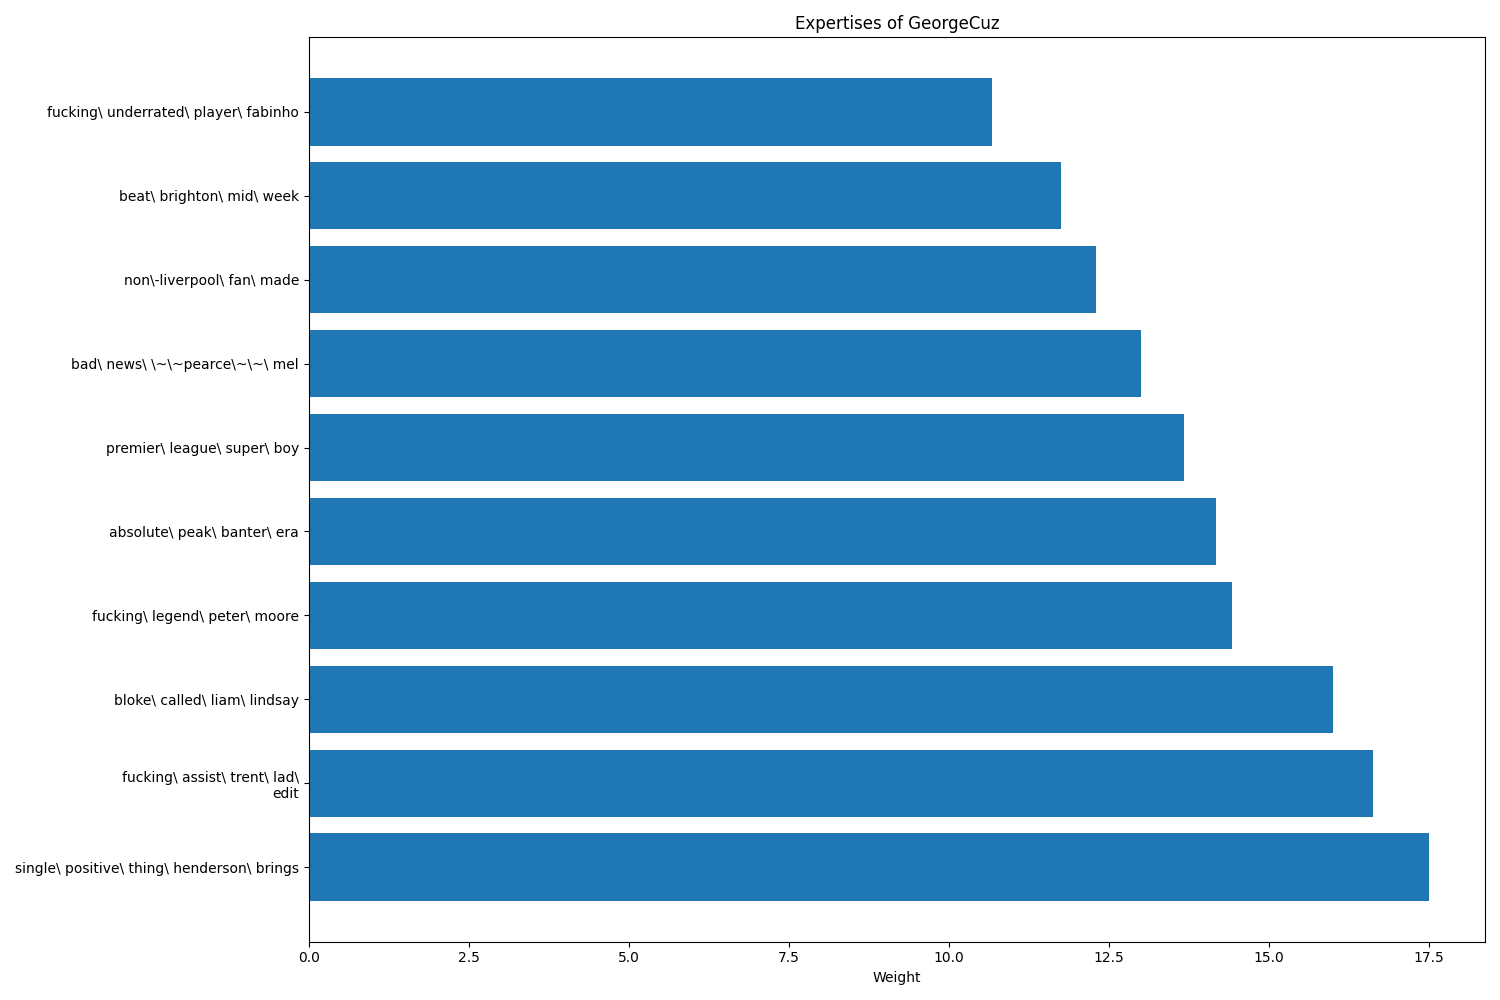 Expertises of GeorgeCuz
fucking\ underrated\ player\ fabinho
beat\ brighton\ mid\ week
non\-liverpool\ fan\ made
bad\ news\ \~\~pearce\~\~\ mel
premier\ league\ super\ boy
absolute\ peak\ banter\ era
fucking\ legend\ peter\ moore
bloke\ called\ liam\ lindsay
fucking\ assist\ trent\ lad\
edit
single\ positive\ thing\ henderson\ brings
0.0 2.5 5.0 7.5 10.0 12.5 15.0 17.5
Weight